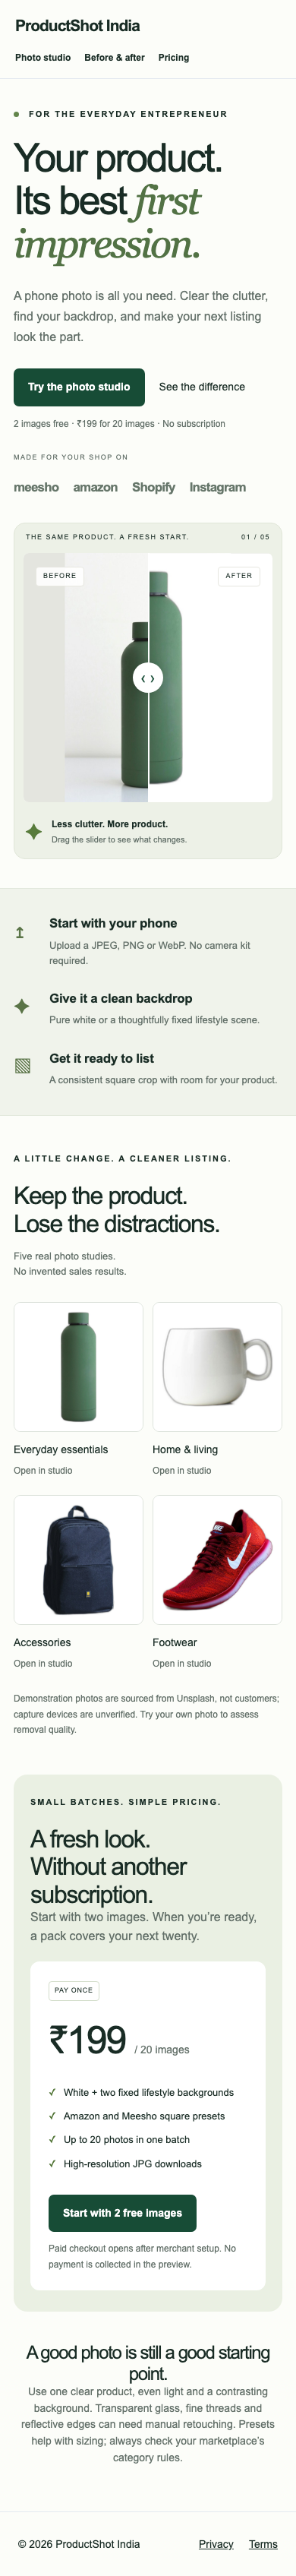 ProductShot India
Photo studio Before & after Pricing
FOR THE EVERYDAY ENTREPRENEUR
Your product.
Its best first
impression.
A phone photo is all you need. Clear the clutter,
find your backdrop, and make your next listing
look the part.
Try the photo studio See the difference
2 images free · ₹199 for 20 images · No subscription
MADE FOR YOUR SHOP ON
meesho amazon Shopify Instagram
THE SAME PRODUCT. A FRESH START. 01 / 05
BEFORE AFTER
Less clutter. More product.
Drag the slider to see what changes.
Start with your phone
Upload a JPEG, PNG or WebP. No camera kit
required.
Give it a clean backdrop
Pure white or a thoughtfully fixed lifestyle scene.
Get it ready to list
A consistent square crop with room for your product.
A LITTLE CHANGE. A CLEANER LISTING.
Keep the product.
Lose the distractions.
Five real photo studies.
No invented sales results.
Everyday essentials Home & living
Open in studio Open in studio
Accessories Footwear
Open in studio Open in studio
Demonstration photos are sourced from Unsplash, not customers;
capture devices are unverified. Try your own photo to assess
removal quality.
SMALL BATCHES. SIMPLE PRICING.
A fresh look.
Without another
subscription.
Start with two images. When you're ready,
a pack covers your next twenty.
PAY ONCE
₹199 / 20 images
✓ White + two fixed lifestyle backgrounds
✓ Amazon and Meesho square presets
✓ Up to 20 photos in one batch
✓ High-resolution JPG downloads
Start with 2 free images
Paid checkout opens after merchant setup. No
payment is collected in the preview.
A good photo is still a good starting
point.
Use one clear product, even light and a contrasting
background. Transparent glass, fine threads and
reflective edges can need manual retouching. Presets
help with sizing; always check your marketplace's
category rules.
© 2026 ProductShot India Privacy Terms